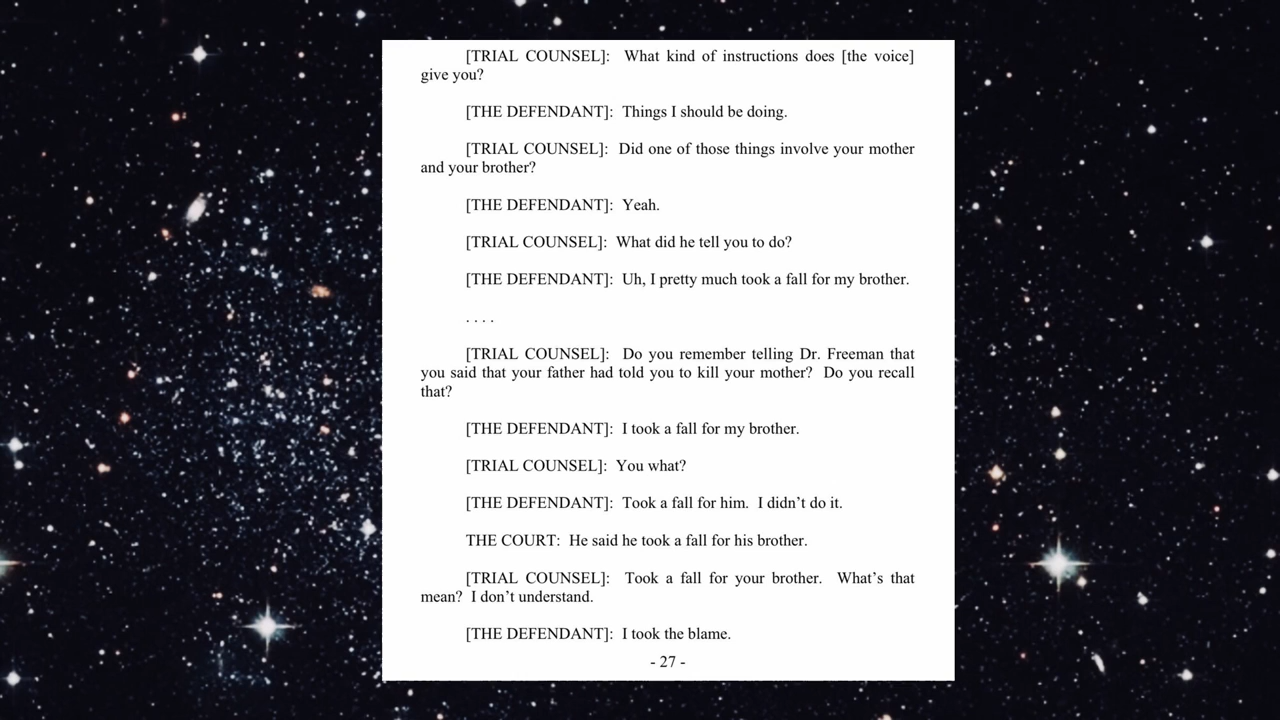 [TRIAL COUNSEL]: What kind of instructions does [the voice]
give you?
[THE DEFENDANT]: Things I should be doing.
[TRIAL COUNSEL]: Did one of those things involve your mother
and your brother?
[THE DEFENDANT]: Yeah.
[TRIAL COUNSEL]: What did he tell you to do?
[THE DEFENDANT]: Uh, I pretty much took a fall for my brother.
. . . .
[TRIAL COUNSEL]: Do you remember telling Dr. Freeman that
you said that your father had told you to kill your mother? Do you recall
that?
[THE DEFENDANT]: I took a fall for my brother.
[TRIAL COUNSEL]: You what?
[THE DEFENDANT]: Took a fall for him. I didn’t do it.
THE COURT: He said he took a fall for his brother.
[TRIAL COUNSEL]: Took a fall for your brother. What’s that
mean? I don’t understand.
[THE DEFENDANT]: I took the blame.
- 27 -